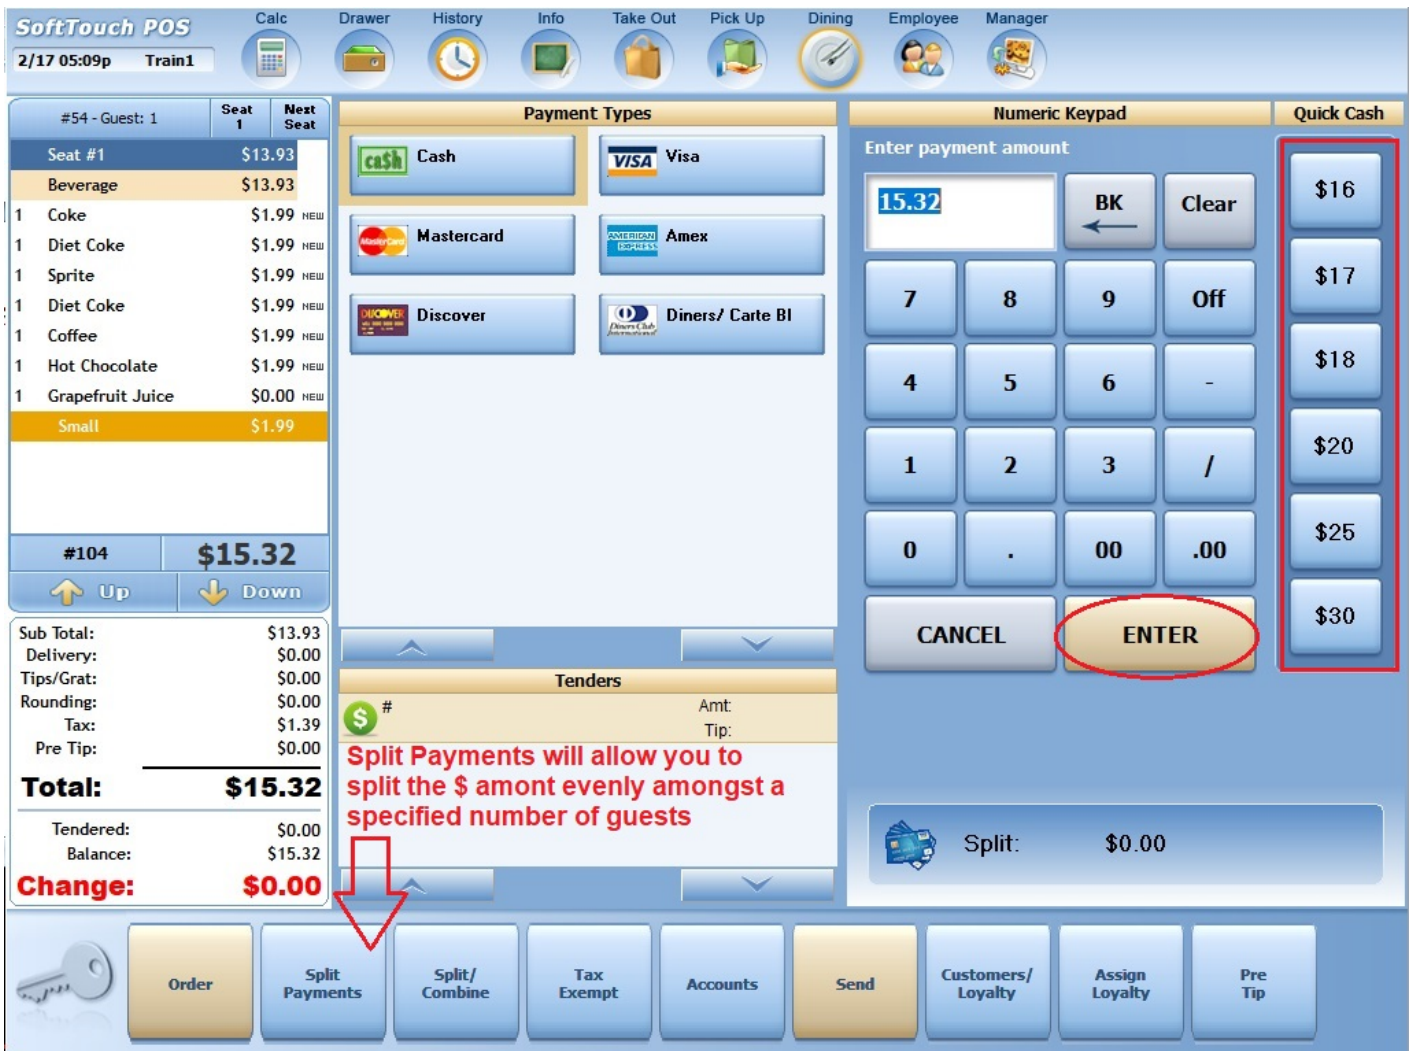 SoftTouch POS
2/17 05:09p Train1
Calc
Drawer
History
Info
Take Out
Pick Up
Dining
Employee
Manager
#54 - Guest: 1
Seat
1
Next
Seat
Seat #1 $13.93
Beverage $13.93
1 Coke $1.99 NEW
1 Diet Coke $1.99 NEW
1 Sprite $1.99 NEW
1 Diet Coke $1.99 NEW
1 Coffee $1.99 NEW
1 Hot Chocolate $1.99 NEW
1 Grapefruit Juice $0.00 NEW
Small $1.99
#104 $15.32
Up Down
Sub Total: $13.93
Delivery: $0.00
Tips/Grat: $0.00
Rounding: $0.00
Tax: $1.39
Pre Tip: $0.00
Total: $15.32
Tendered: $0.00
Balance: $15.32
Change: $0.00
Payment Types
cash Cash
VISA Visa
MasterCard Mastercard
AMERICAN EXPRESS Amex
DISCOVER Discover
Diners Club International Diners/ Carte Bl
Tenders
$ # Amt:
Tip:
Split Payments will allow you to
split the $ amont evenly amongst a
specified number of guests
Numeric Keypad
Enter payment amount
15.32 BK Clear
7 8 9 Off
4 5 6 -
1 2 3 /
0 . 00 .00
CANCEL ENTER
Quick Cash
$16
$17
$18
$20
$25
$30
Split: $0.00
Order
Split
Payments
Split/
Combine
Tax
Exempt
Accounts
Send
Customers/
Loyalty
Assign
Loyalty
Pre
Tip